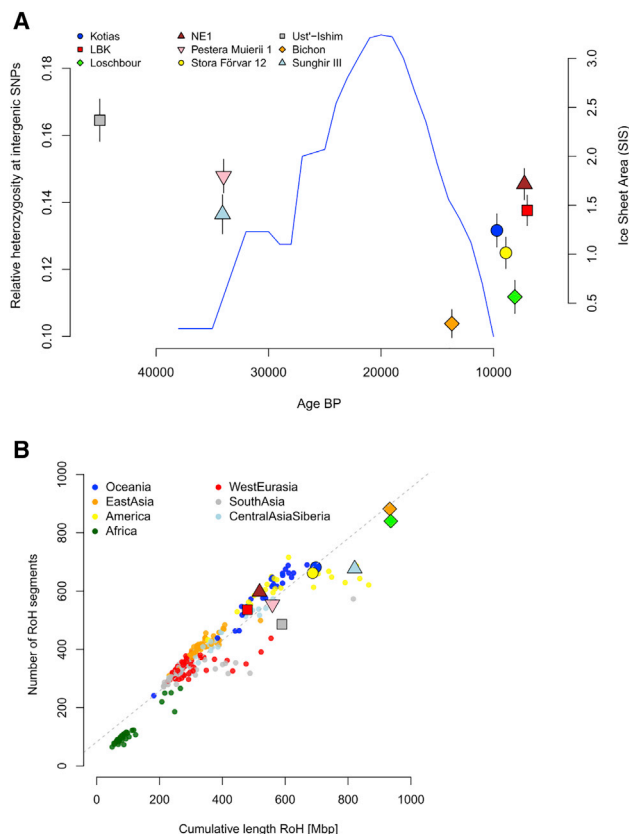 A
Kotias
LBK
Loschbour
NE1
Pestera Muierii 1
Stora Förvar 12
Ust'-Ishim
Bichon
Sunghir III
Relative heterozygosity at intergenic SNPs
0.10 0.12 0.14 0.16 0.18
0.5 1.0 1.5 2.0 2.5 3.0
Ice Sheet Area (SIS)
40000 30000 20000 10000
Age BP
B
Oceania
EastAsia
America
Africa
WestEurasia
SouthAsia
CentralAsiaSiberia
Number of RoH segments
0 200 400 600 800 1000
0 200 400 600 800 1000
Cumulative length RoH [Mbp]